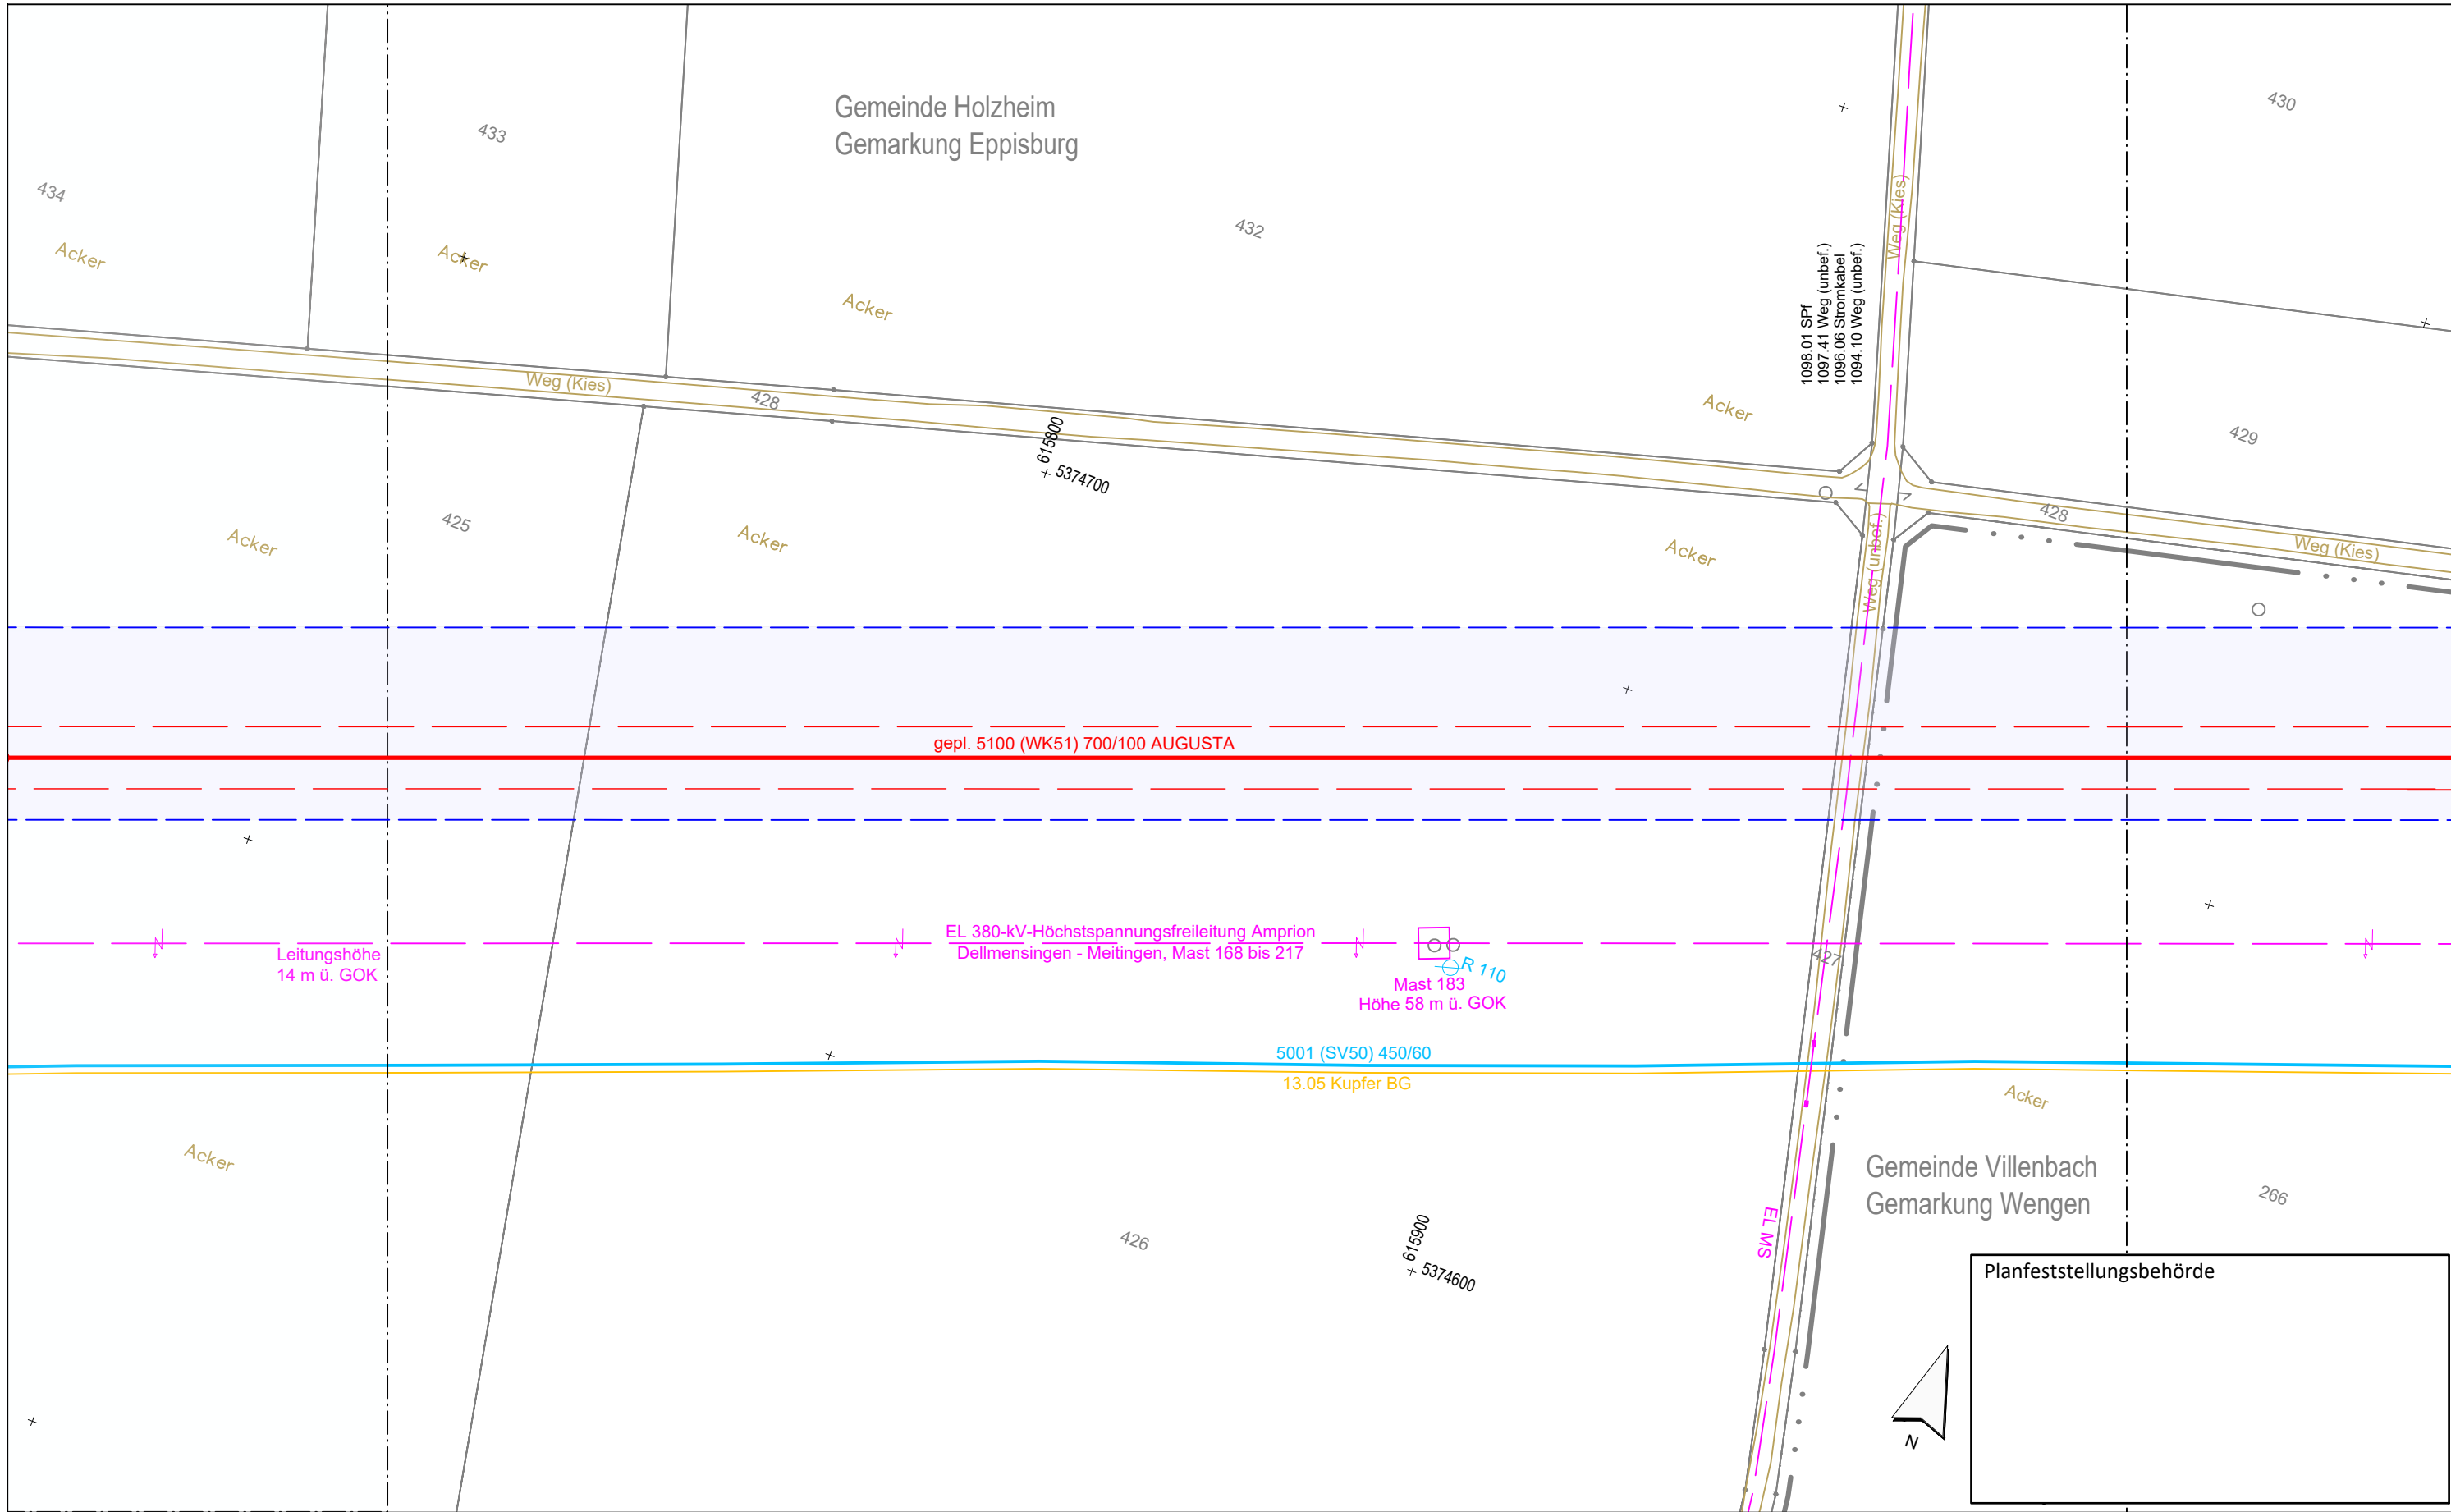 Gemeinde Holzheim
Gemarkung Eppisburg
430
433
434
432
Acker
Acker
Acker
Weg (Kies)
1098.01 SPf
1097.41 Weg (unbef.)
1096.06 Stromkabel
1094.10 Weg (unbef.)
Weg (Kies)
428
Acker
429
615800
5374700
425
Acker
Acker
Acker
428
Weg (Kies)
Weg (unbef.)
gepl. 5100 (WK51) 700/100 AUGUSTA
EL 380-kV-Höchstspannungsfreileitung Amprion
Dellmensingen - Meitingen, Mast 168 bis 217
Leitungshöhe
14 m ü. GOK
R 110
Mast 183
Höhe 58 m ü. GOK
427
5001 (SV50) 450/60
13.05 Kupfer BG
Acker
Acker
Gemeinde Villenbach
Gemarkung Wengen
266
426
615900
5374600
EL MS
Planfeststellungsbehörde
N